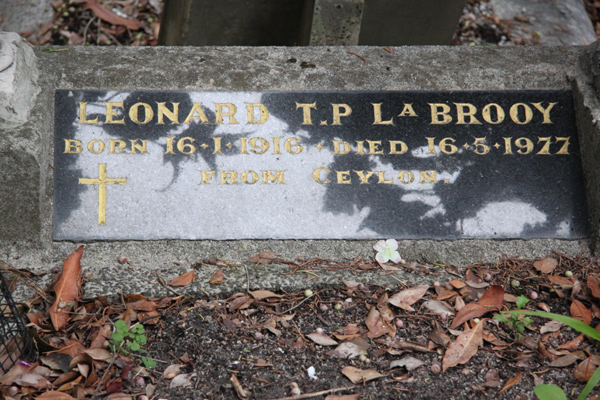 LEONARD T.P LA BROOY
BORN 16·1·1916 · DIED 16·5·1977
FROM CEYLON.